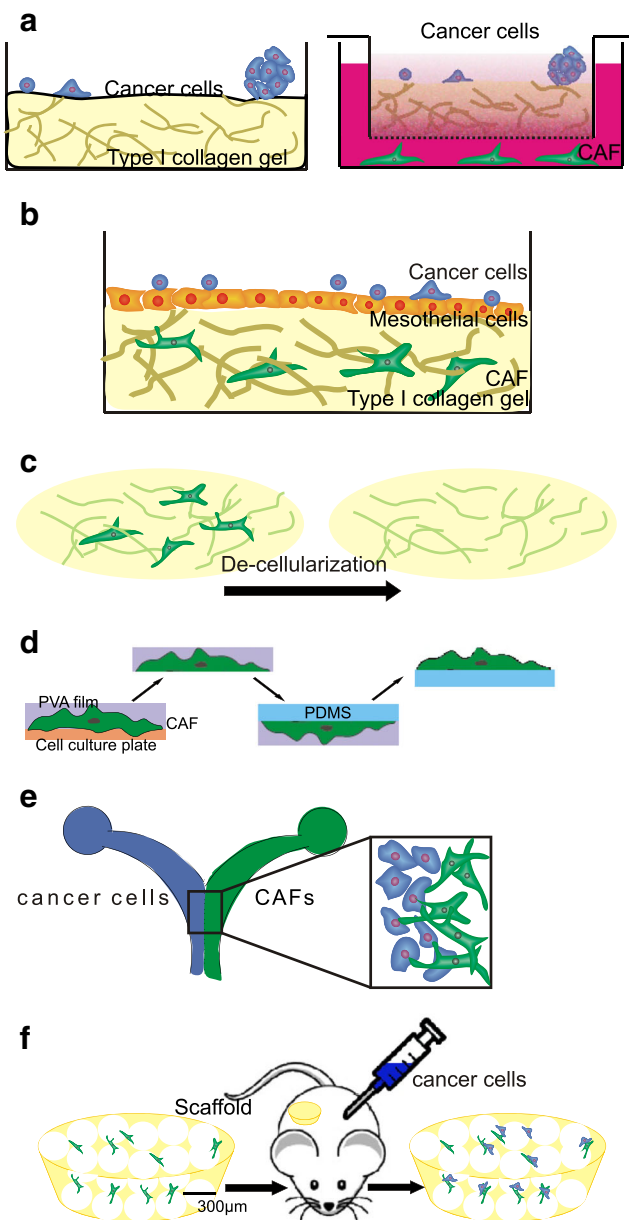 a
Cancer cells
Type I collagen gel
Cancer cells
CAF
b
Cancer cells
Mesothelial cells
CAF
Type I collagen gel
c
De-cellularization
d
PVA film
CAF
Cell culture plate
PDMS
e
cancer cells
CAFs
f
cancer cells
Scaffold
300μm